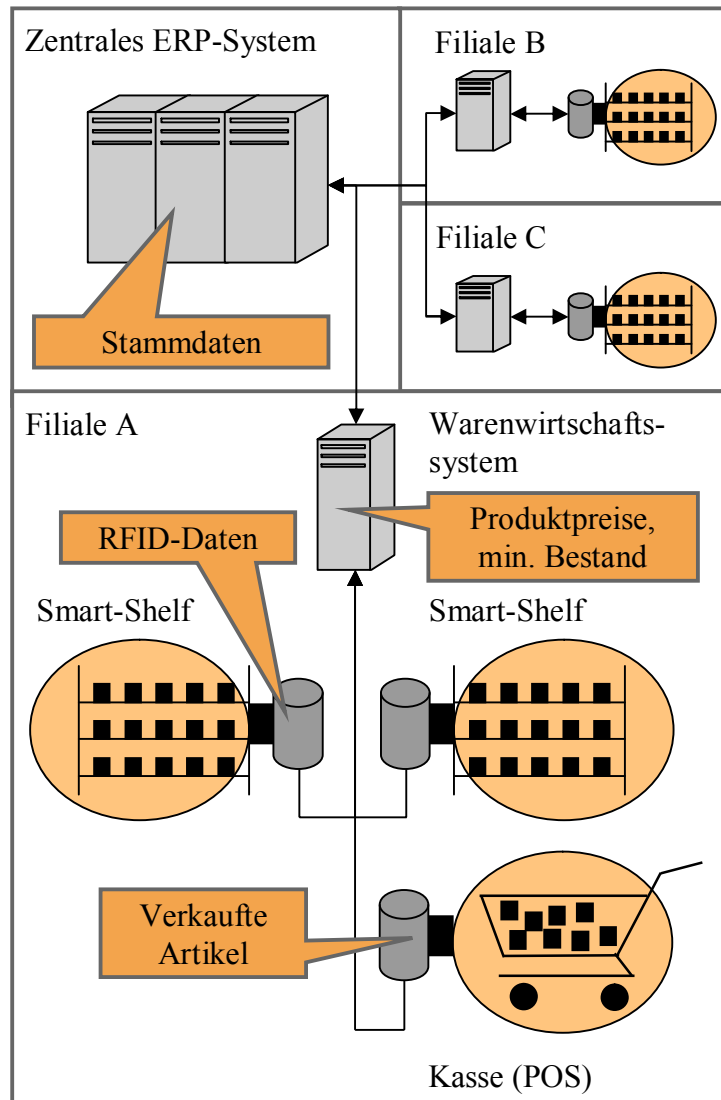 Zentrales ERP-System
Filiale B
Filiale C
Stammdaten
Filiale A
Warenwirtschafts-
system
RFID-Daten
Produktpreise,
min. Bestand
Smart-Shelf
Smart-Shelf
Verkaufte
Artikel
Kasse (POS)